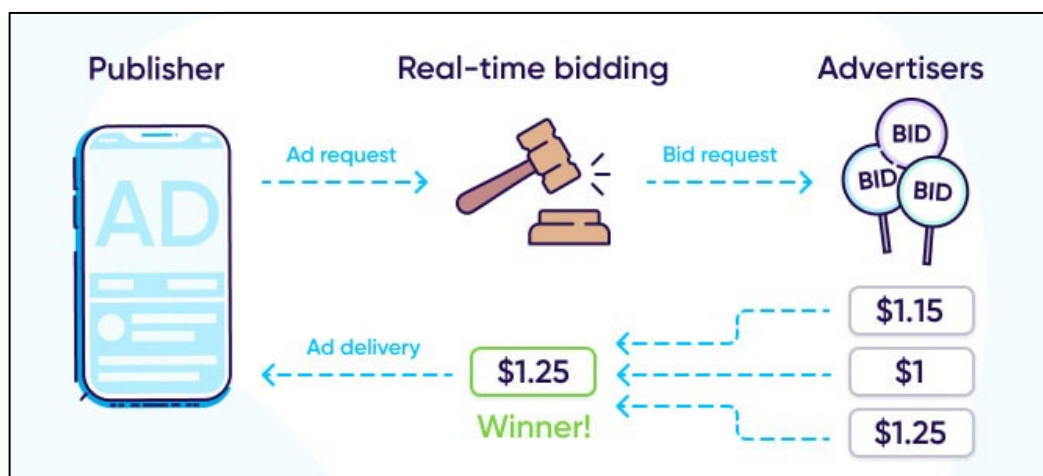 Publisher
Real-time bidding
Advertisers
AD
Ad request
Bid request
BID
BID
BID
$1.15
Ad delivery
$1.25
$1
Winner!
$1.25